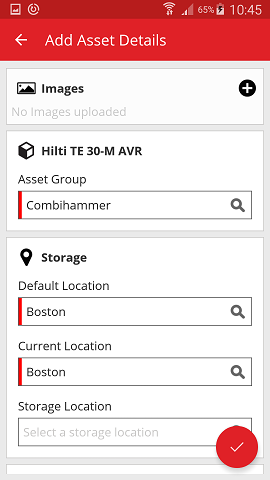 65% 10:45
Add Asset Details
Images
No Images uploaded
Hilti TE 30-M AVR
Asset Group
Combihammer
Storage
Default Location
Boston
Current Location
Boston
Storage Location
Select a storage location